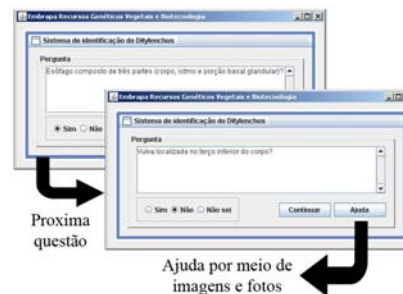 Embrapa Recursos Genéticos Vegetais e Biotecnologia
Sistema de identificação do Ditylenchus
Pergunta
Esôfago composto de três partes (corpo, istmo e porção basal glandular)?
Sim Não
Embrapa Recursos Genéticos Vegetais e Biotecnologia
Sistema de identificação do Ditylenchus
Pergunta
Vulva localizada no terço inferior do corpo?
Sim Não Não sei Continuar Ajuda
Proxima
questão
Ajuda por meio de
imagens e fotos